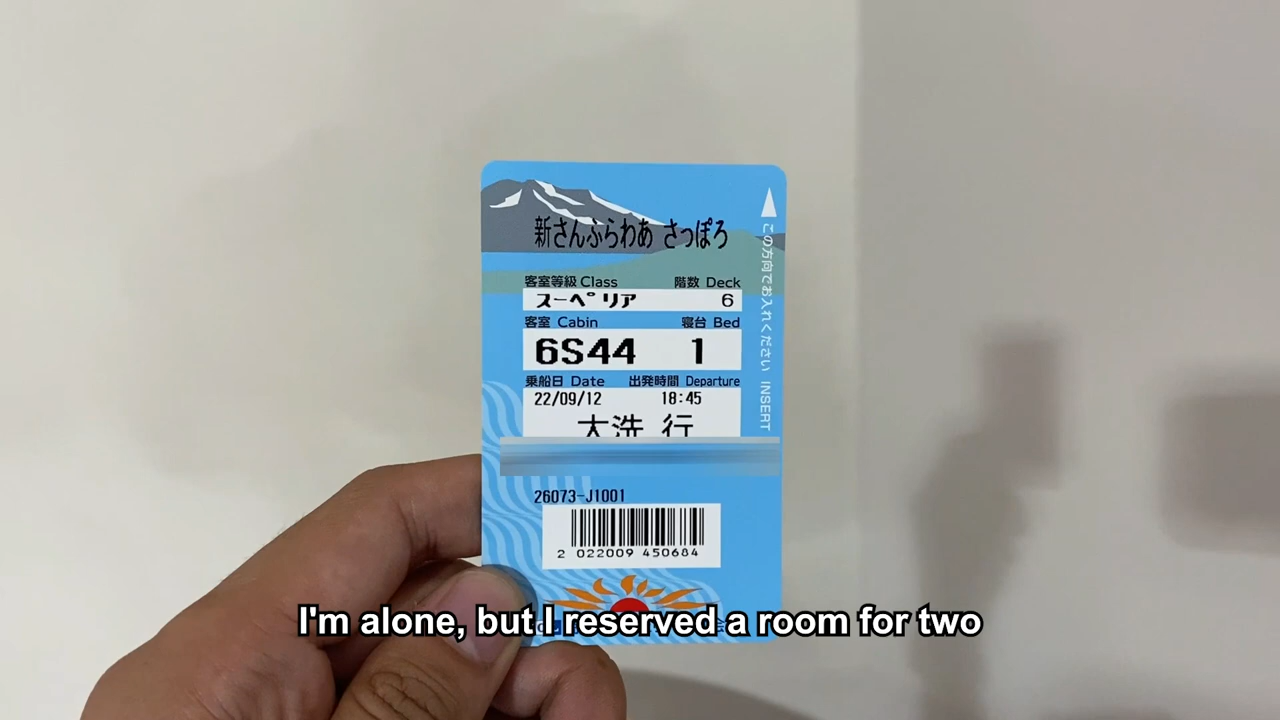 新さんふらわあ さっぽろ
客室等級 Class 階数 Deck
スーペリア 6
客室 Cabin 寝台 Bed
6S44 1
乗船日 Date 出発時間 Departure
22/09/12 18:45
大洗 行
26073-J1001
2 022009 450684
この方向でお入れください INSERT
I'm alone, but I reserved a room for two